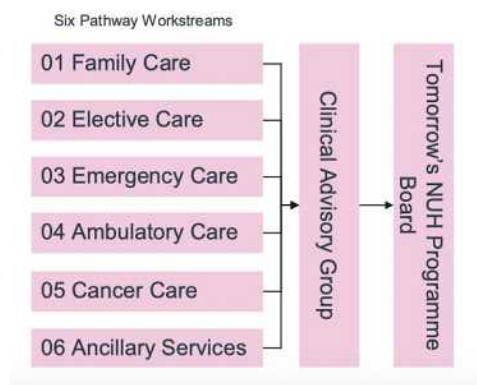 Six Pathway Workstreams
01 Family Care
02 Elective Care
03 Emergency Care
04 Ambulatory Care
05 Cancer Care
06 Ancillary Services
Clinical Advisory Group
Tomorrow's NUH Programme
Board